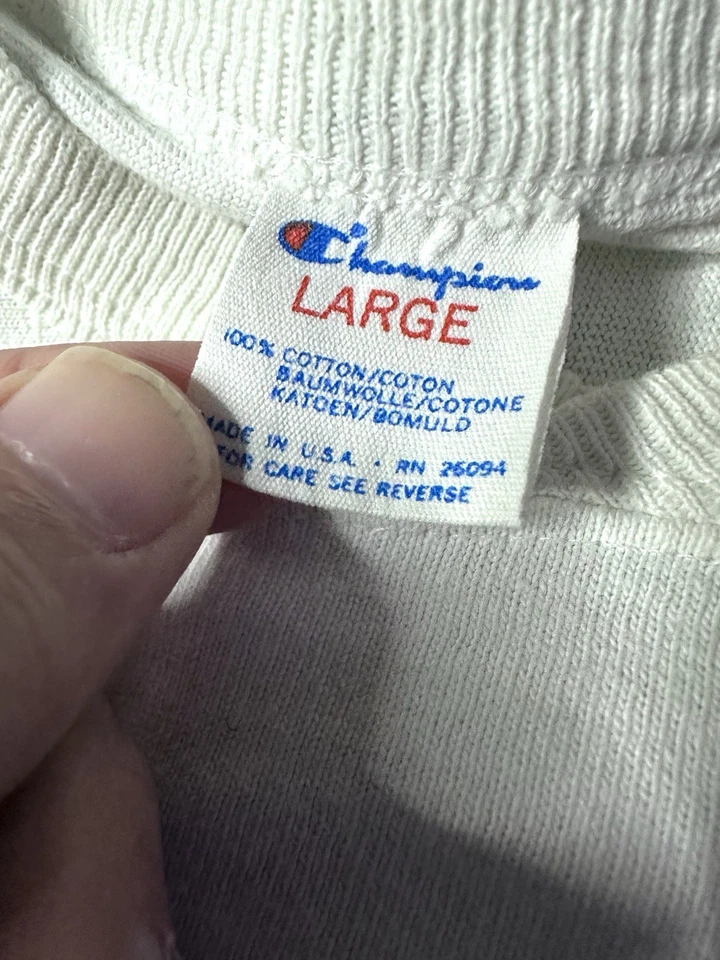 Champion
LARGE
100% COTTON/COTON
BAUMWOLLE/COTONE
KATOEN/BOMULD
MADE IN U.S.A. · RN 26094
FOR CARE SEE REVERSE